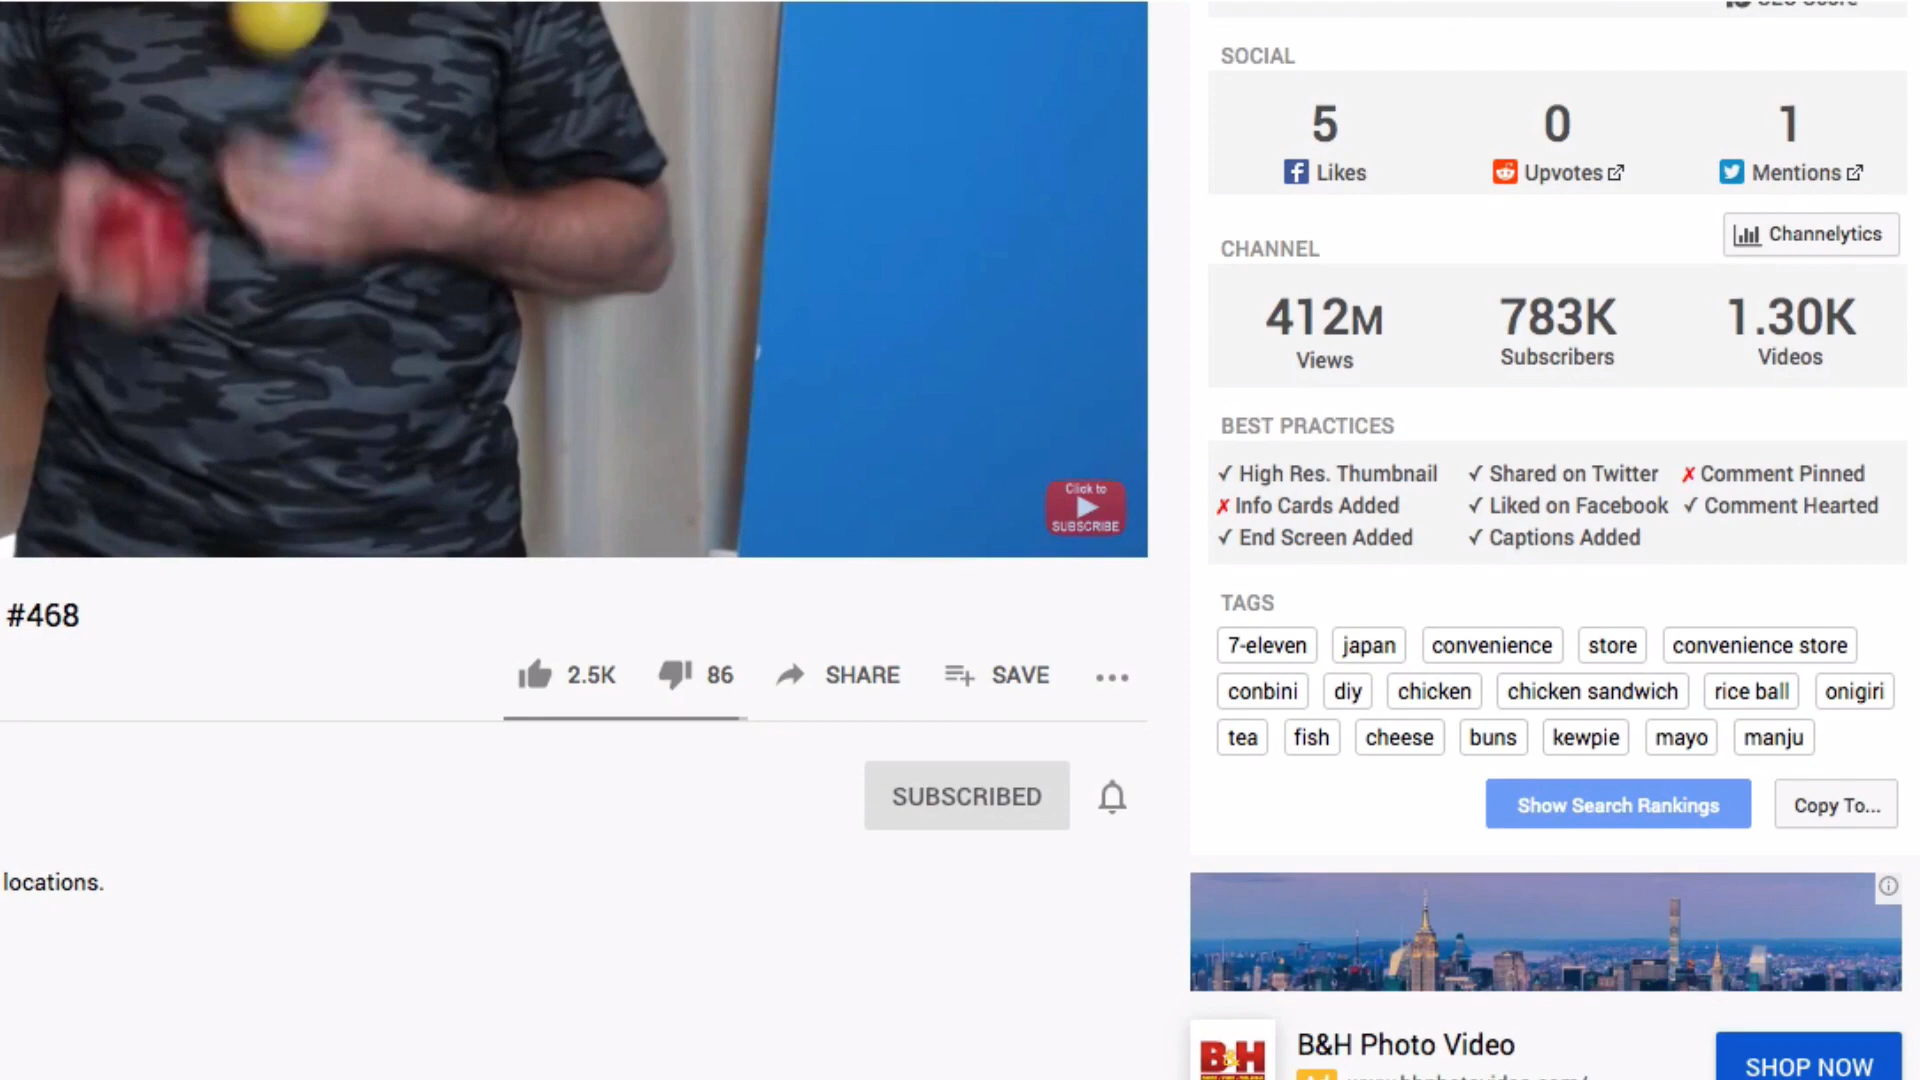 Click to
SUBSCRIBE
#468
2.5K 86 SHARE SAVE
SUBSCRIBED
locations.
SOCIAL
5 0 1
Likes Upvotes Mentions
CHANNEL Channelytics
412M 783K 1.30K
Views Subscribers Videos
BEST PRACTICES
✓ High Res. Thumbnail ✓ Shared on Twitter ✗ Comment Pinned
✗ Info Cards Added ✓ Liked on Facebook ✓ Comment Hearted
✓ End Screen Added ✓ Captions Added
TAGS
7-eleven japan convenience store convenience store
conbini diy chicken chicken sandwich rice ball onigiri
tea fish cheese buns kewpie mayo manju
Show Search Rankings Copy To...
B&H
B&H Photo Video
SHOP NOW